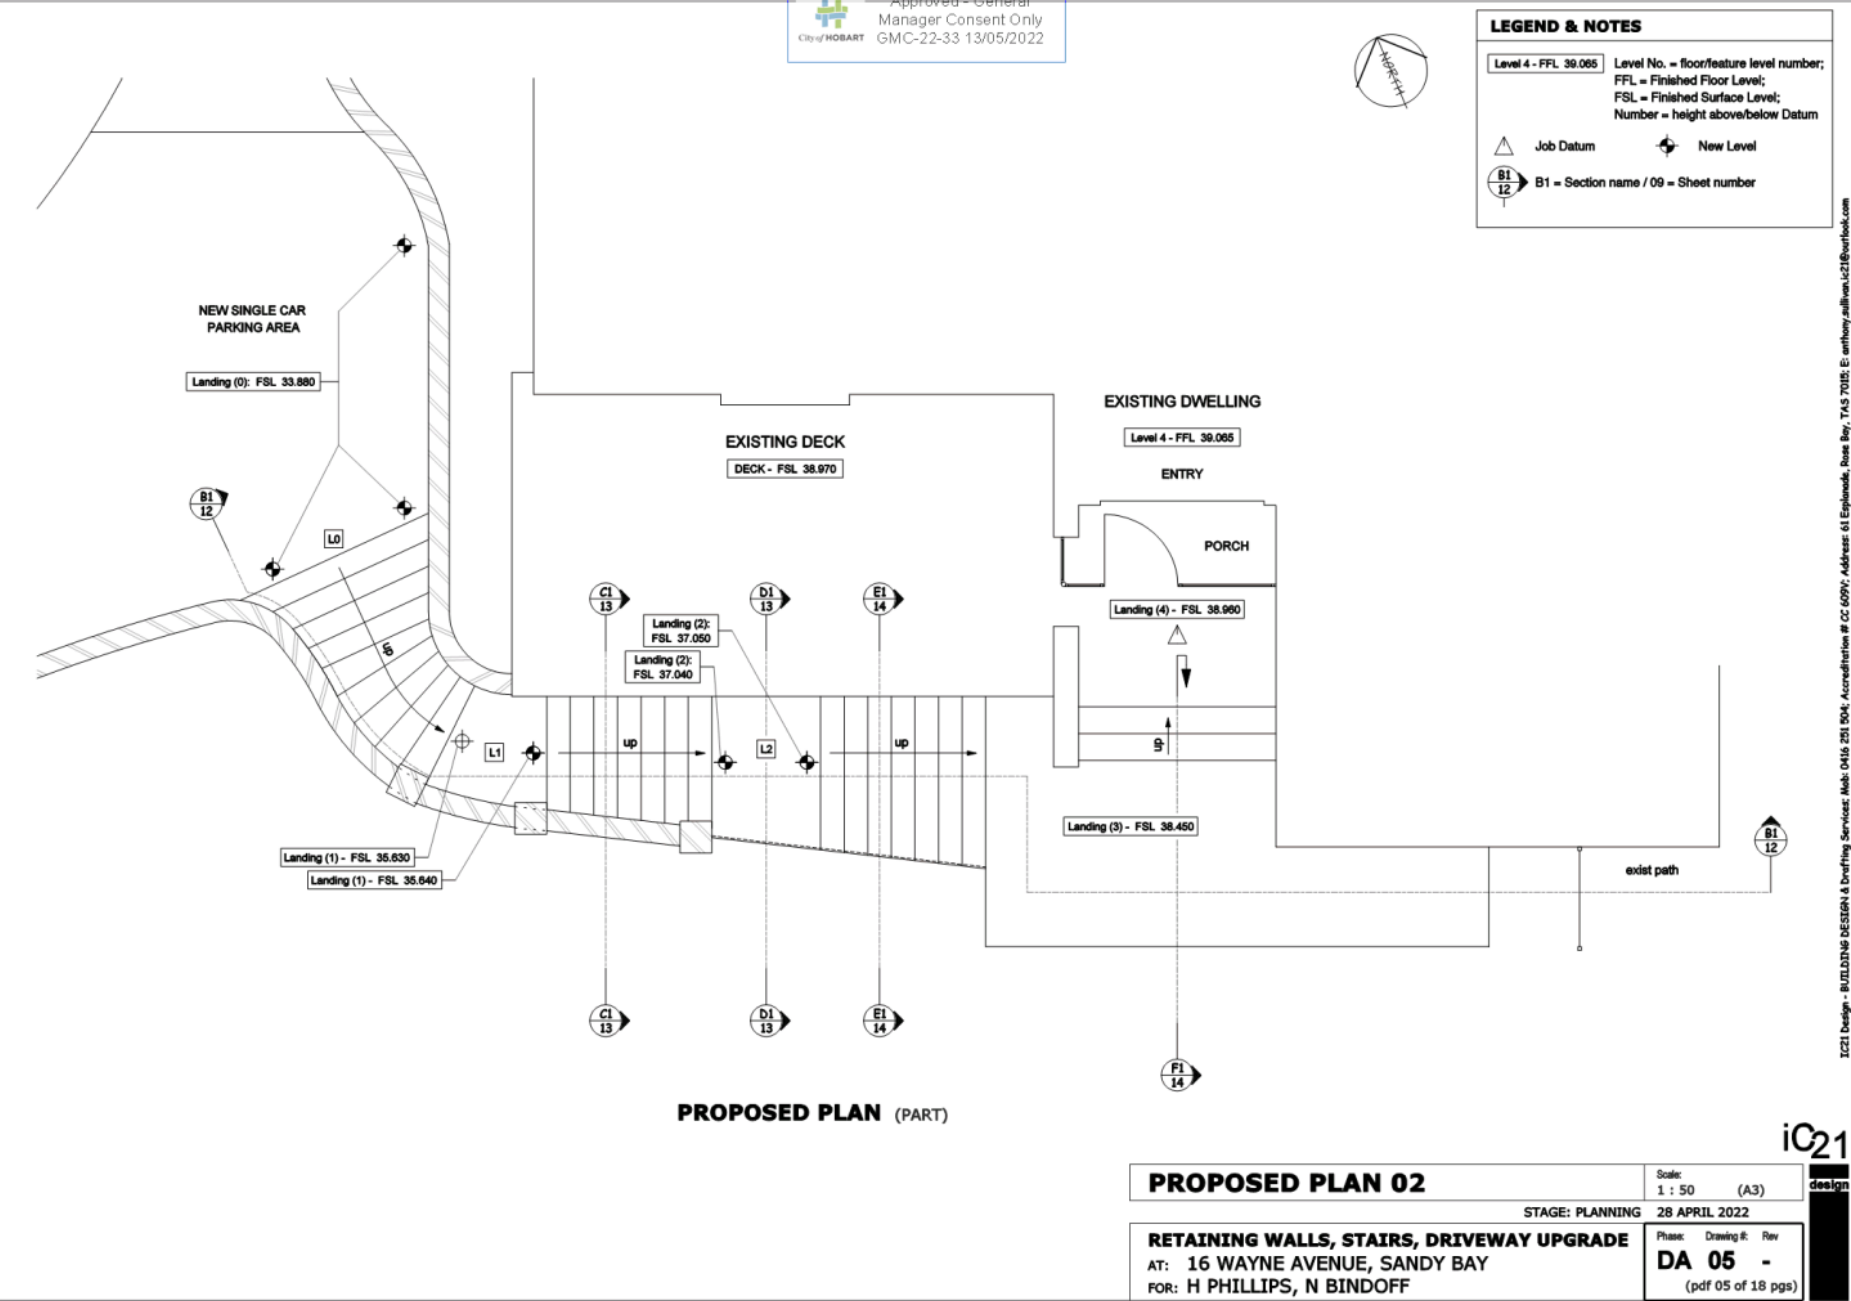 Approved - General
Manager Consent Only
City of HOBART
GMC-22-33 13/05/2022
NORTH
LEGEND & NOTES
Level 4 - FFL 39.065
Level No. = floor/feature level number;
FFL = Finished Floor Level;
FSL = Finished Surface Level;
Number = height above/below Datum
Job Datum
New Level
B1
12
B1 = Section name / 09 = Sheet number
NEW SINGLE CAR
PARKING AREA
Landing (0): FSL 33.880
EXISTING DECK
DECK - FSL 38.970
EXISTING DWELLING
Level 4 - FFL 39.065
ENTRY
PORCH
B1
12
L0
up
C1
13
D1
13
E1
14
Landing (2):
FSL 37.050
Landing (2):
FSL 37.040
Landing (4) - FSL 38.960
L1
up
L2
up
up
Landing (3) - FSL 38.450
B1
12
exist path
Landing (1) - FSL 35.630
Landing (1) - FSL 35.640
C1
13
D1
13
E1
14
F1
14
PROPOSED PLAN (PART)
IC21 Design - BUILDING DESIGN & Drafting Services; Mob: 0416 251 504; Accreditation # CC 609V; Address: 61 Esplanade, Rose Bay, TAS 7015; E: anthony.sullivan.ic21@outlook.com
iC21
design
PROPOSED PLAN 02
Scale:
1 : 50 (A3)
STAGE: PLANNING 28 APRIL 2022
RETAINING WALLS, STAIRS, DRIVEWAY UPGRADE
AT: 16 WAYNE AVENUE, SANDY BAY
FOR: H PHILLIPS, N BINDOFF
Phase: Drawing #: Rev
DA 05 -
(pdf 05 of 18 pgs)